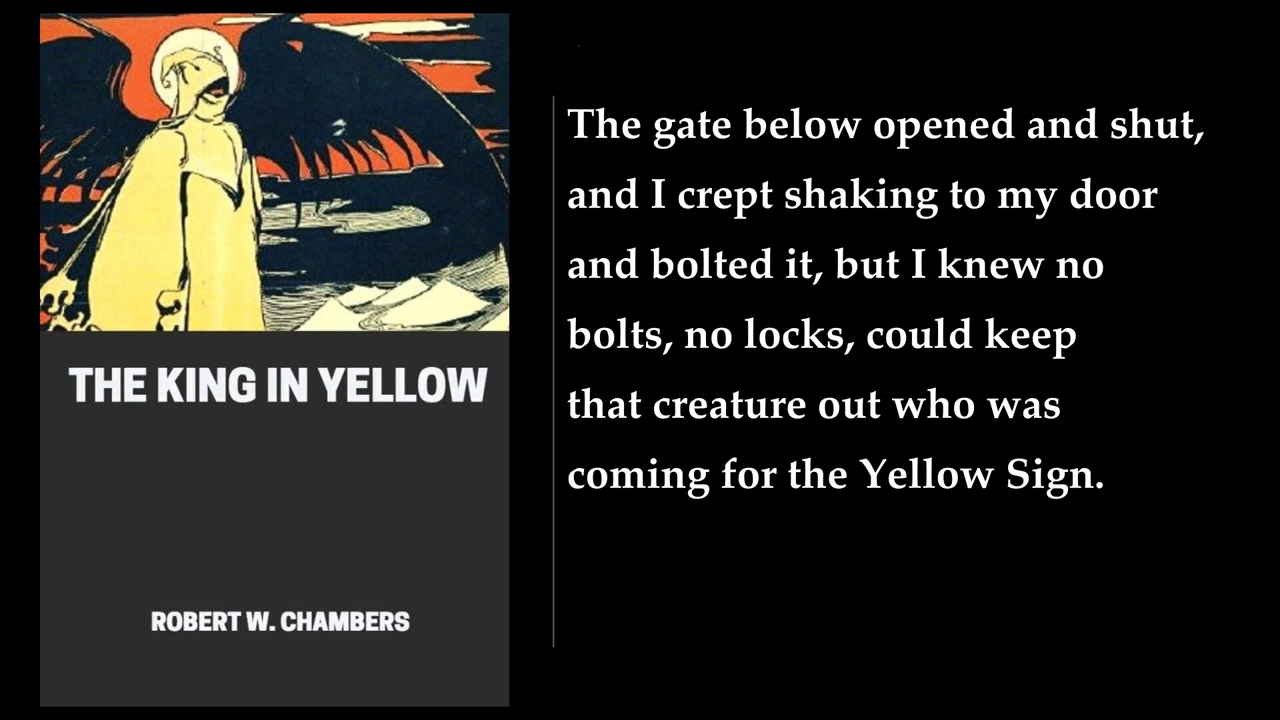 THE KING IN YELLOW
ROBERT W. CHAMBERS
The gate below opened and shut,
and I crept shaking to my door
and bolted it, but I knew no
bolts, no locks, could keep
that creature out who was
coming for the Yellow Sign.